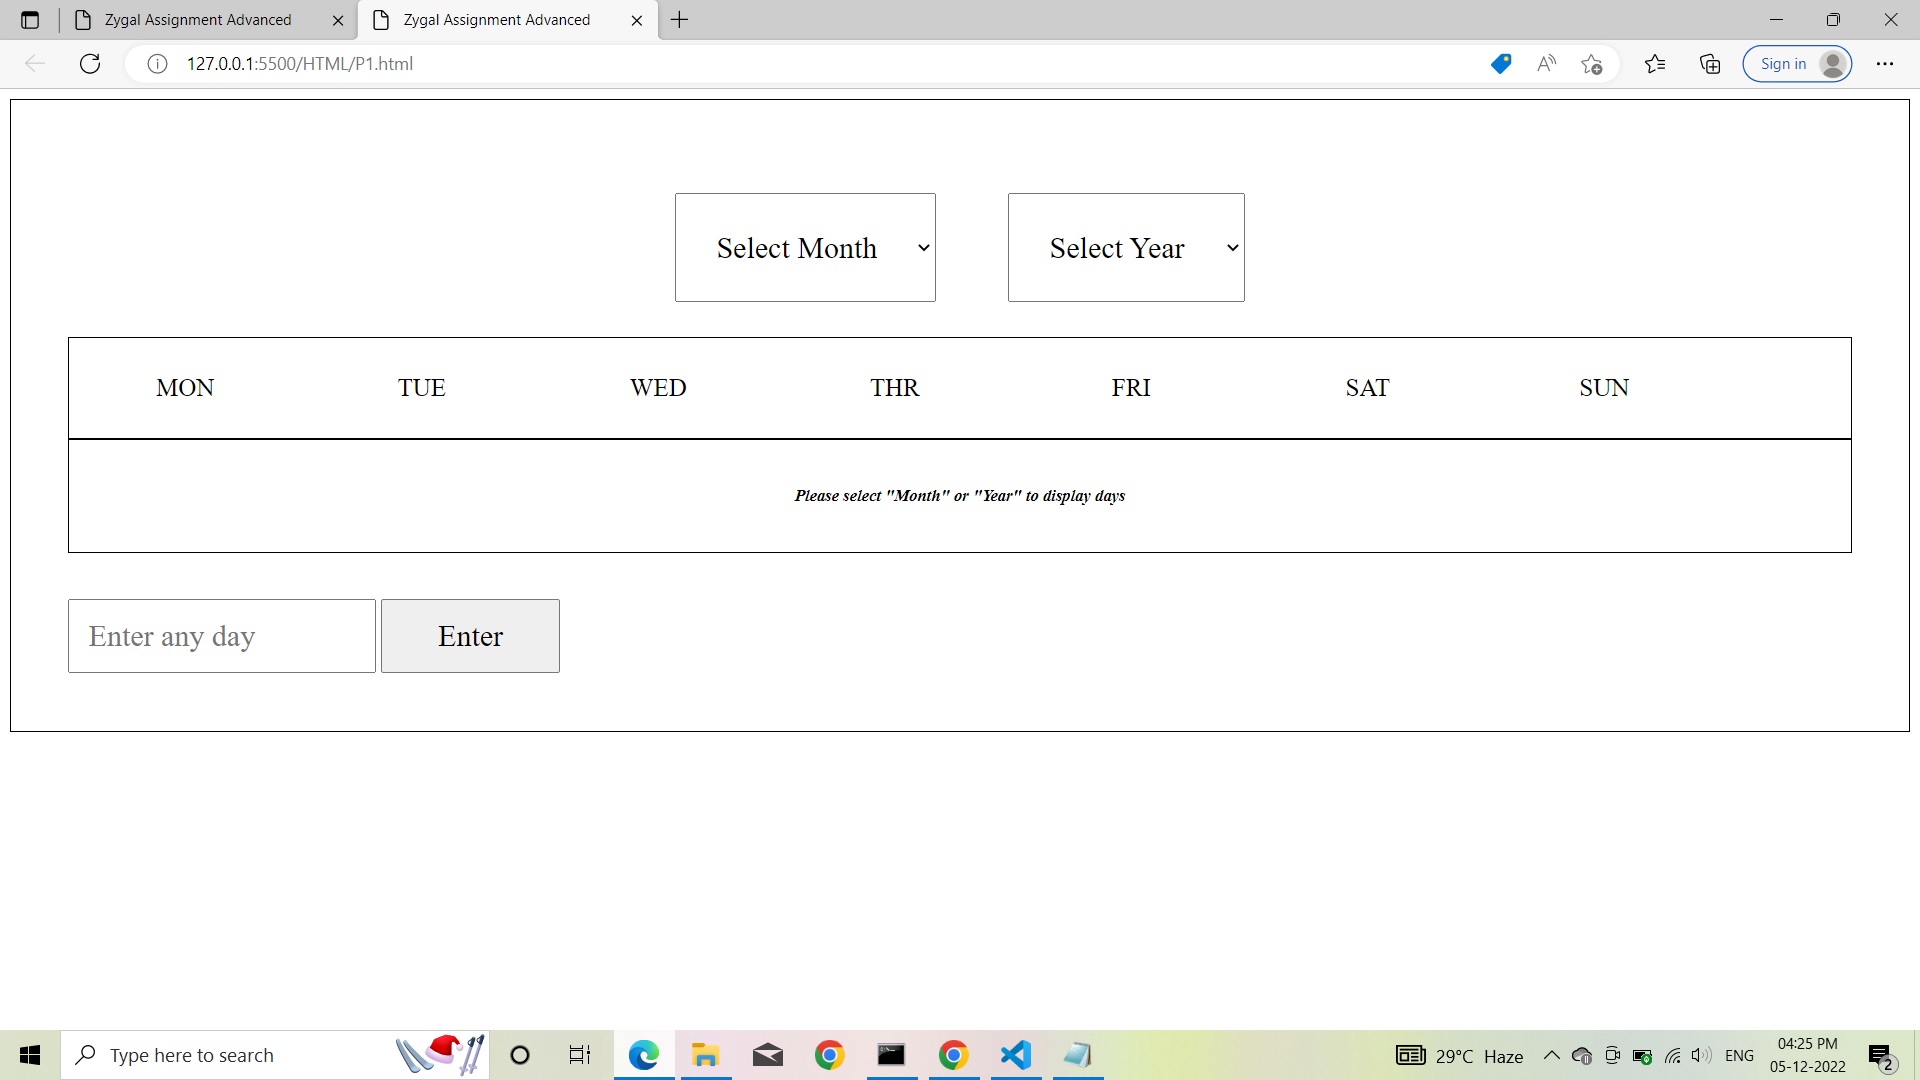 Zygal Assignment Advanced
Zygal Assignment Advanced
127.0.0.1:5500/HTML/P1.html
Sign in
Select Month
Select Year
MON TUE WED THR FRI SAT SUN
Please select "Month" or "Year" to display days
Enter any day
Enter
Type here to search
29°C Haze
ENG
04:25 PM
05-12-2022
2